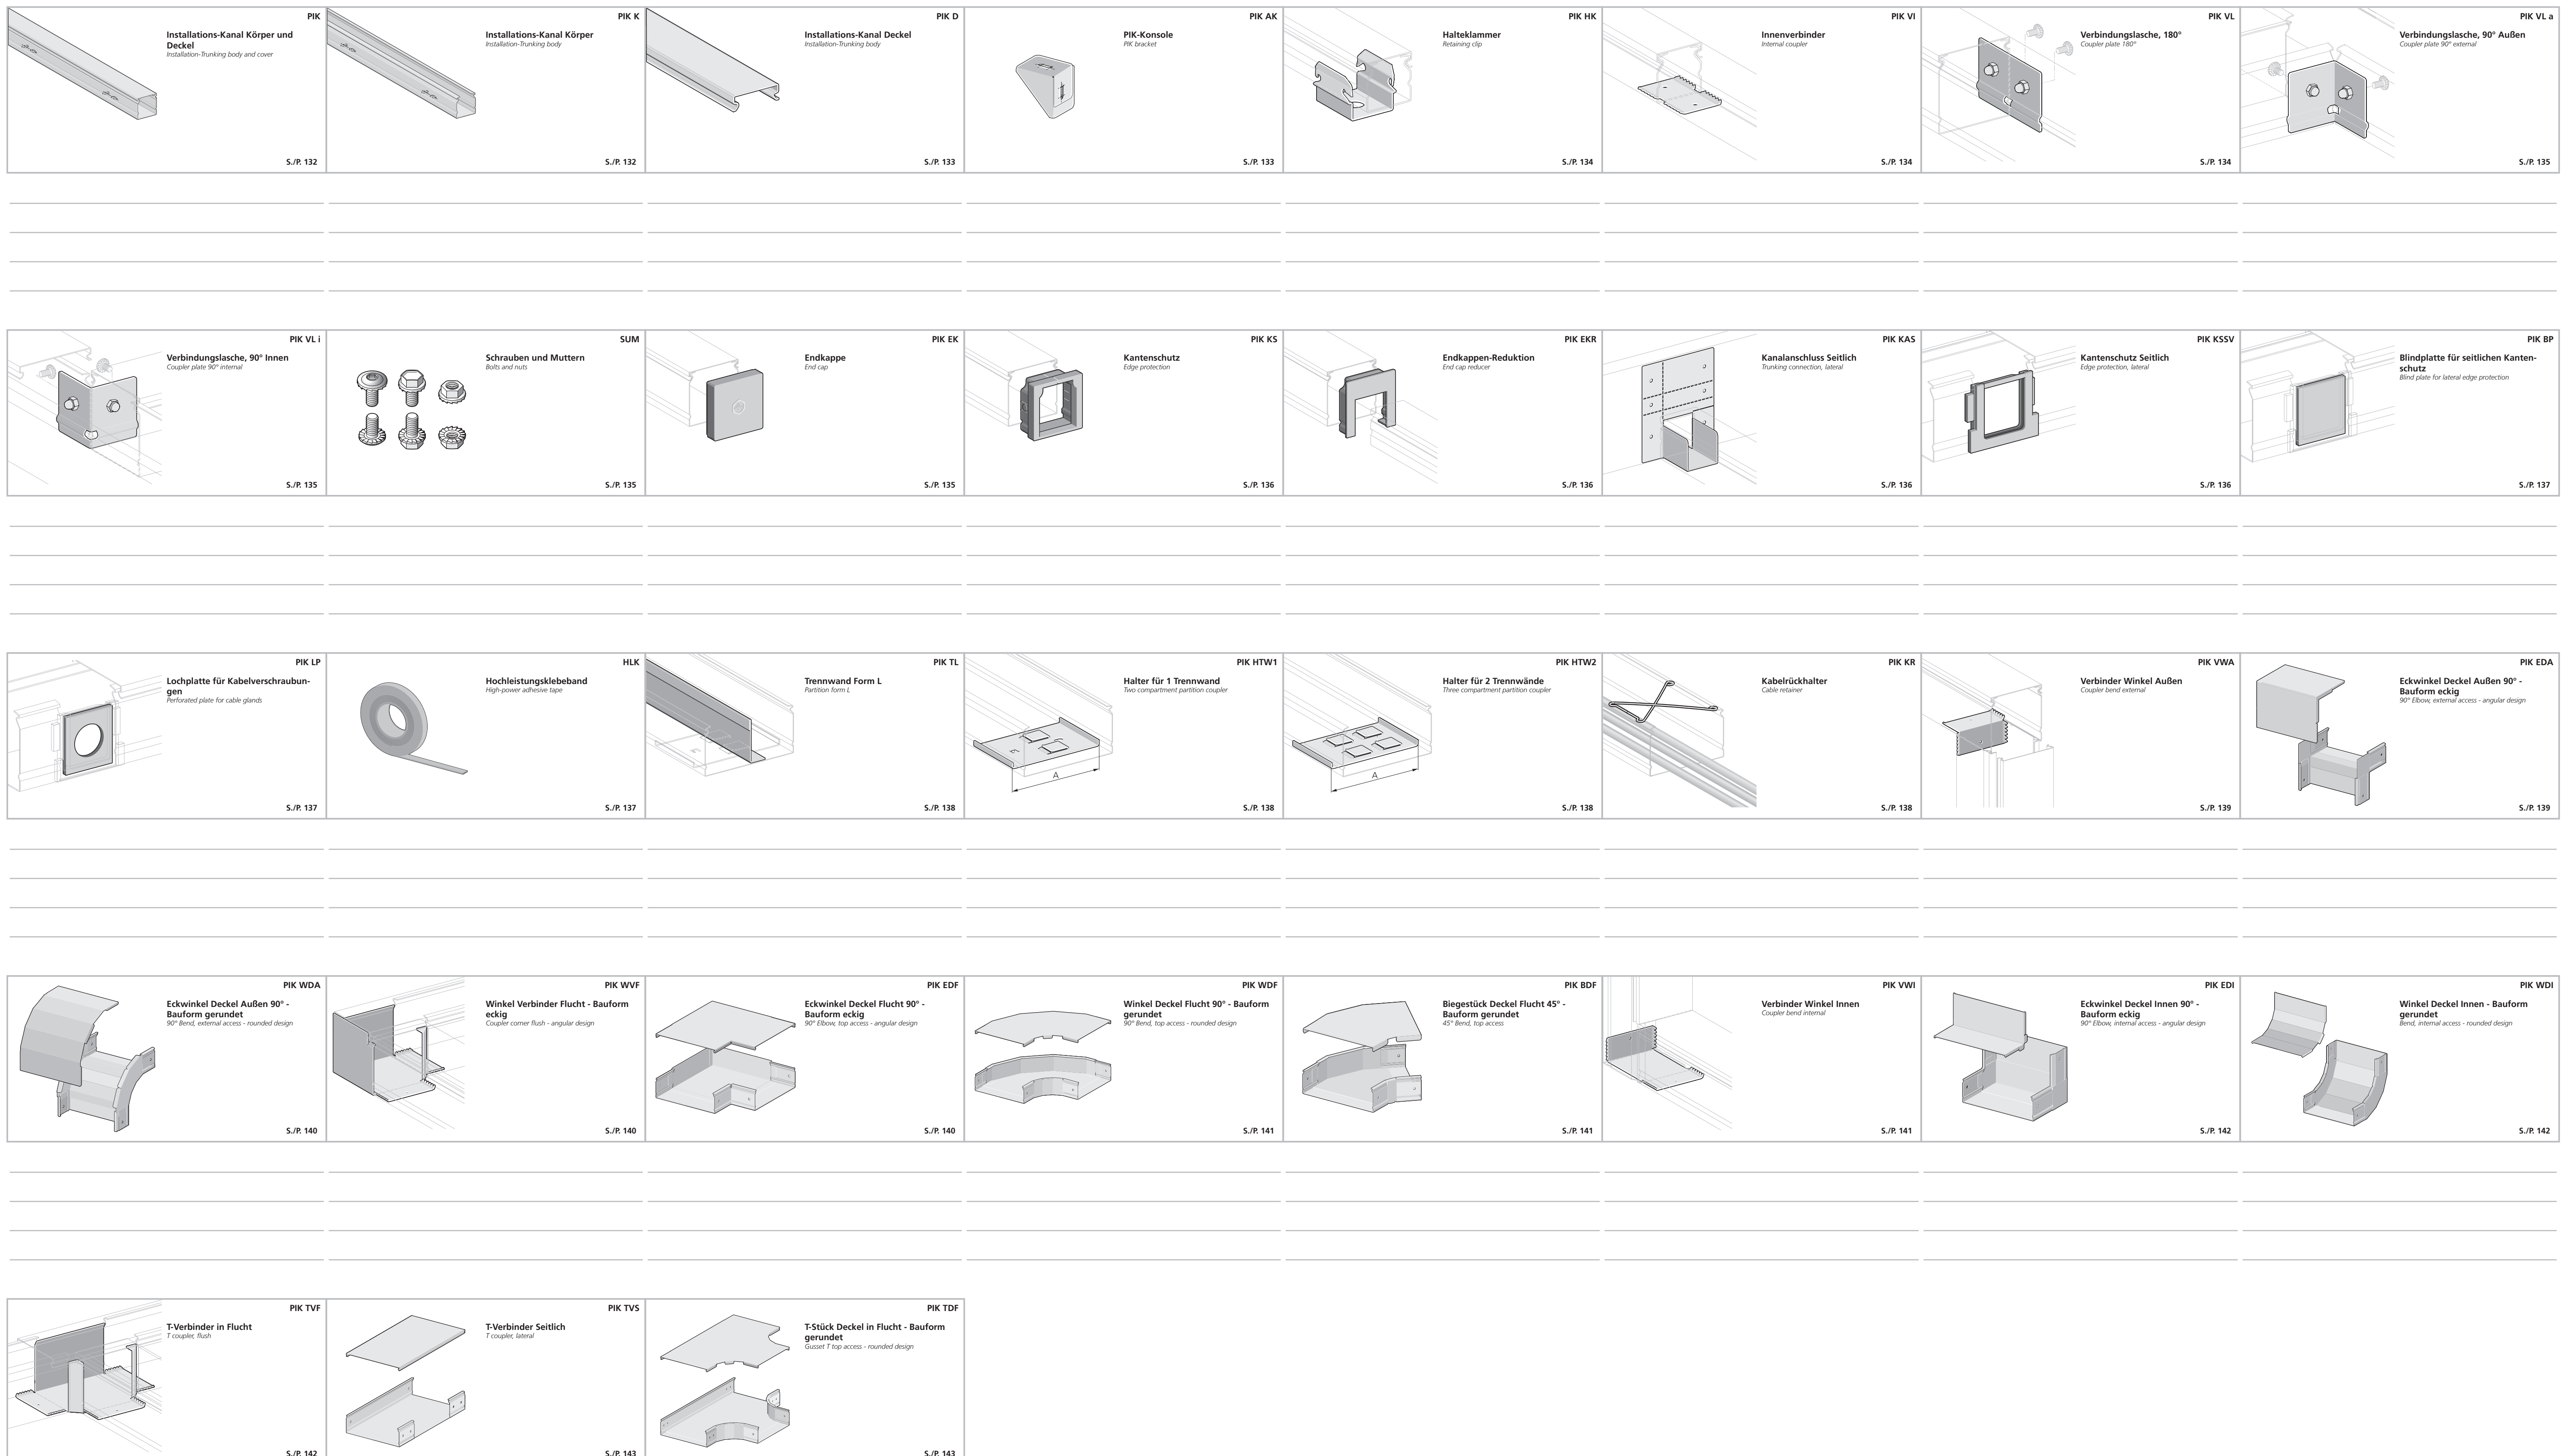 PIK
Installations-Kanal Körper und
Deckel
Installation-Trunking body and cover
S./P. 132
PIK K
Installations-Kanal Körper
Installation-Trunking body
S./P. 132
PIK D
Installations-Kanal Deckel
Installation-Trunking body
S./P. 133
PIK AK
PIK-Konsole
PIK bracket
S./P. 133
PIK HK
Halteklammer
Retaining clip
S./P. 134
PIK VI
Innenverbinder
Internal coupler
S./P. 134
PIK VL
Verbindungslasche, 180°
Coupler plate 180°
S./P. 134
PIK VL a
Verbindungslasche, 90° Außen
Coupler plate 90° external
S./P. 135
PIK VL i
Verbindungslasche, 90° Innen
Coupler plate 90° internal
S./P. 135
SUM
Schrauben und Muttern
Bolts and nuts
S./P. 135
PIK EK
Endkappe
End cap
S./P. 135
PIK KS
Kantenschutz
Edge protection
S./P. 136
PIK EKR
Endkappen-Reduktion
End cap reducer
S./P. 136
PIK KAS
Kanalanschluss Seitlich
Trunking connection, lateral
S./P. 136
PIK KSSV
Kantenschutz Seitlich
Edge protection, lateral
S./P. 136
PIK BP
Blindplatte für seitlichen Kanten-
schutz
Blind plate for lateral edge protection
S./P. 137
PIK LP
Lochplatte für Kabelverschraubun-
gen
Perforated plate for cable glands
S./P. 137
HLK
Hochleistungsklebeband
High-power adhesive tape
S./P. 137
PIK TL
Trennwand Form L
Partition form L
S./P. 138
PIK HTW1
Halter für 1 Trennwand
Two compartment partition coupler
A
S./P. 138
PIK HTW2
Halter für 2 Trennwände
Three compartment partition coupler
A
S./P. 138
PIK KR
Kabelrückhalter
Cable retainer
S./P. 138
PIK VWA
Verbinder Winkel Außen
Coupler bend external
S./P. 139
PIK EDA
Eckwinkel Deckel Außen 90° -
Bauform eckig
90° Elbow, external access - angular design
S./P. 139
PIK WDA
Eckwinkel Deckel Außen 90° -
Bauform gerundet
90° Bend, external access - rounded design
S./P. 140
PIK WVF
Winkel Verbinder Flucht - Bauform
eckig
Coupler corner flush - angular design
S./P. 140
PIK EDF
Eckwinkel Deckel Flucht 90° -
Bauform eckig
90° Elbow, top access - angular design
S./P. 140
PIK WDF
Winkel Deckel Flucht 90° - Bauform
gerundet
90° Bend, top access - rounded design
S./P. 141
PIK BDF
Biegestück Deckel Flucht 45° -
Bauform gerundet
45° Bend, top access
S./P. 141
PIK VWI
Verbinder Winkel Innen
Coupler bend internal
S./P. 141
PIK EDI
Eckwinkel Deckel Innen 90° -
Bauform eckig
90° Elbow, internal access - angular design
S./P. 142
PIK WDI
Winkel Deckel Innen - Bauform
gerundet
Bend, internal access - rounded design
S./P. 142
PIK TVF
T-Verbinder in Flucht
T coupler, flush
S./P. 142
PIK TVS
T-Verbinder Seitlich
T coupler, lateral
S./P. 143
PIK TDF
T-Stück Deckel in Flucht - Bauform
gerundet
Gusset T top access - rounded design
S./P. 143